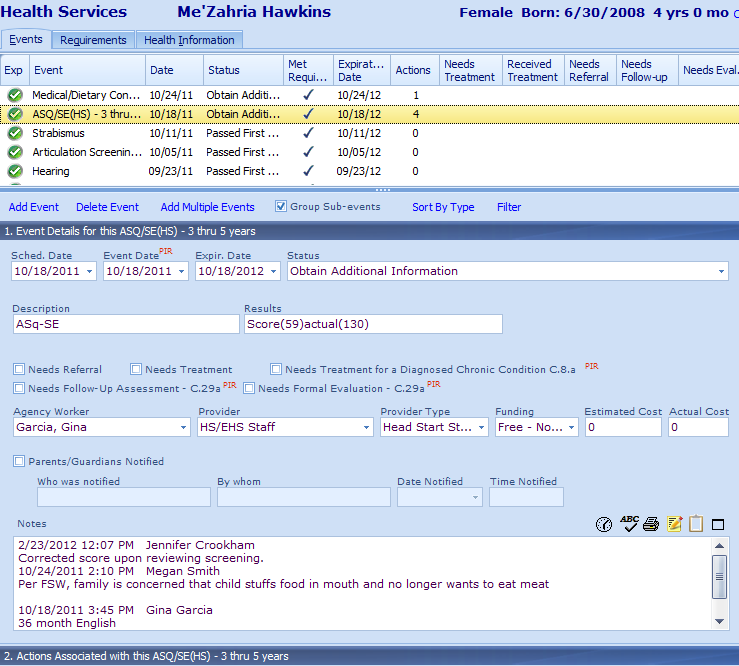 Health Services Me'Zahria Hawkins Female Born: 6/30/2008 4 yrs 0 mo
Events Requirements Health Information
Exp Event Date Status Met Requi... Expirat... Date Actions Needs Treatment Received Treatment Needs Referral Needs Follow-up Needs Eval.
Medical/Dietary Con... 10/24/11 Obtain Additi... ✓ 10/24/12 1
ASQ/SE(HS) - 3 thru... 10/18/11 Obtain Additi... ✓ 10/18/12 4
Strabismus 10/11/11 Passed First ... ✓ 10/11/12 0
Articulation Screenin... 10/05/11 Passed First ... ✓ 10/05/12 0
Hearing 09/23/11 Passed First ... ✓ 09/23/12 0
Add Event Delete Event Add Multiple Events Group Sub-events Sort By Type Filter
1. Event Details for this ASQ/SE(HS) - 3 thru 5 years
Sched. Date Event Date PIR Expir. Date Status
10/18/2011 10/18/2011 10/18/2012 Obtain Additional Information
Description Results
ASq-SE Score(59)actual(130)
Needs Referral Needs Treatment Needs Treatment for a Diagnosed Chronic Condition C.8.a PIR
Needs Follow-Up Assessment - C.29a PIR Needs Formal Evaluation - C.29a PIR
Agency Worker Provider Provider Type Funding Estimated Cost Actual Cost
Garcia, Gina HS/EHS Staff Head Start St... Free - No... 0 0
Parents/Guardians Notified
Who was notified By whom Date Notified Time Notified
Notes ABC
2/23/2012 12:07 PM Jennifer Crookham
Corrected score upon reviewing screening.
10/24/2011 2:10 PM Megan Smith
Per FSW, family is concerned that child stuffs food in mouth and no longer wants to eat meat
10/18/2011 3:45 PM Gina Garcia
36 month English
2. Actions Associated with this ASQ/SE(HS) - 3 thru 5 years